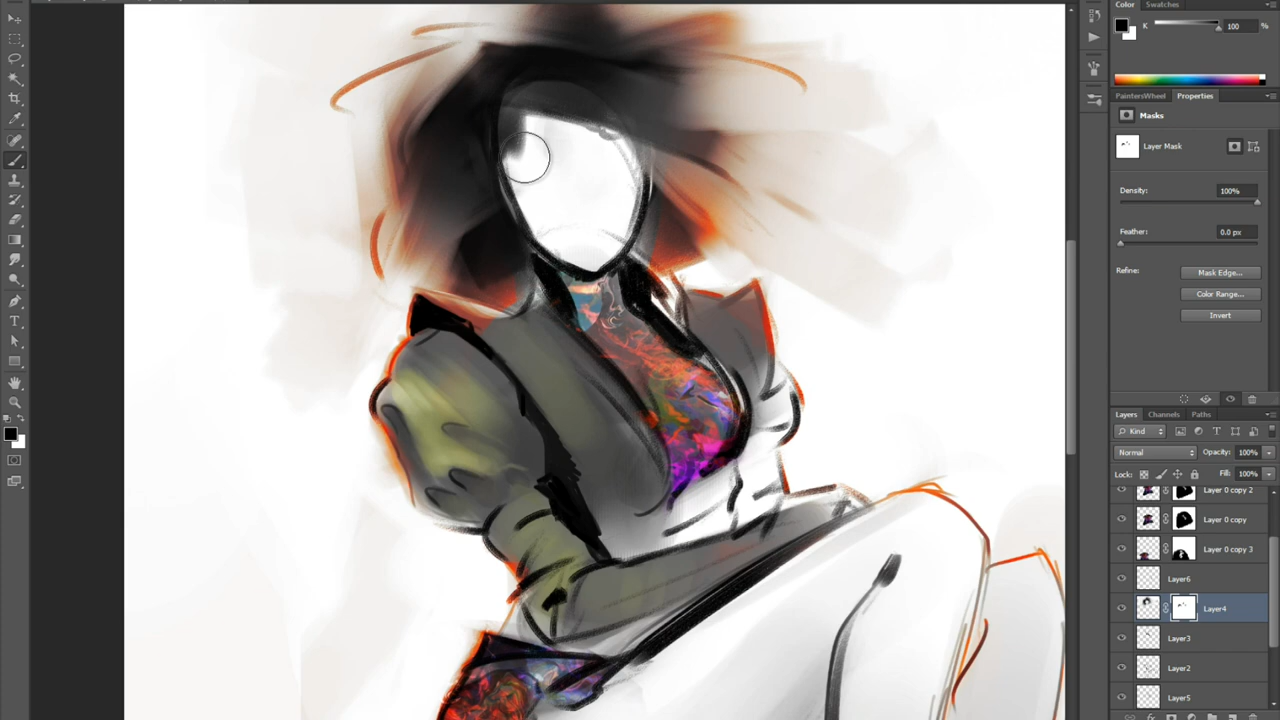 Color Swatches
K 100 %
PaintersWheel Properties
Masks
Layer Mask
Density: 100%
Feather: 0.0 px
Refine: Mask Edge...
Color Range...
Invert
Layers Channels Paths
Kind
Normal Opacity: 100%
Lock: Fill: 100%
Layer 0 copy 2
Layer 0 copy
Layer 0 copy 3
Layer6
Layer4
Layer3
Layer2
Layer5